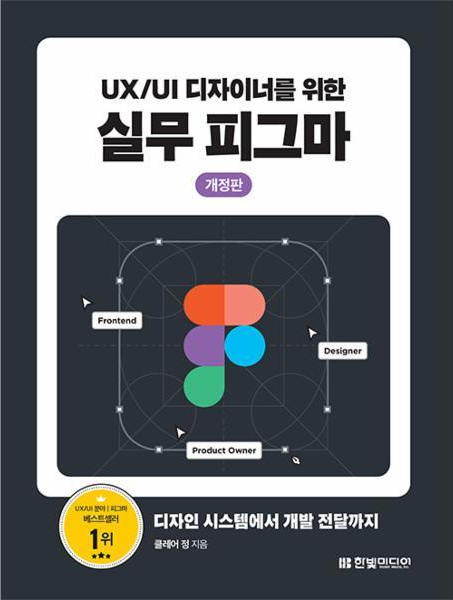 UX/UI 디자이너를 위한
실무 피그마
개정판
Frontend
Designer
Product Owner
UX/UI 분야 | 피그마
베스트셀러
1위
디자인 시스템에서 개발 전달까지
클레어 정 지음
한빛미디어